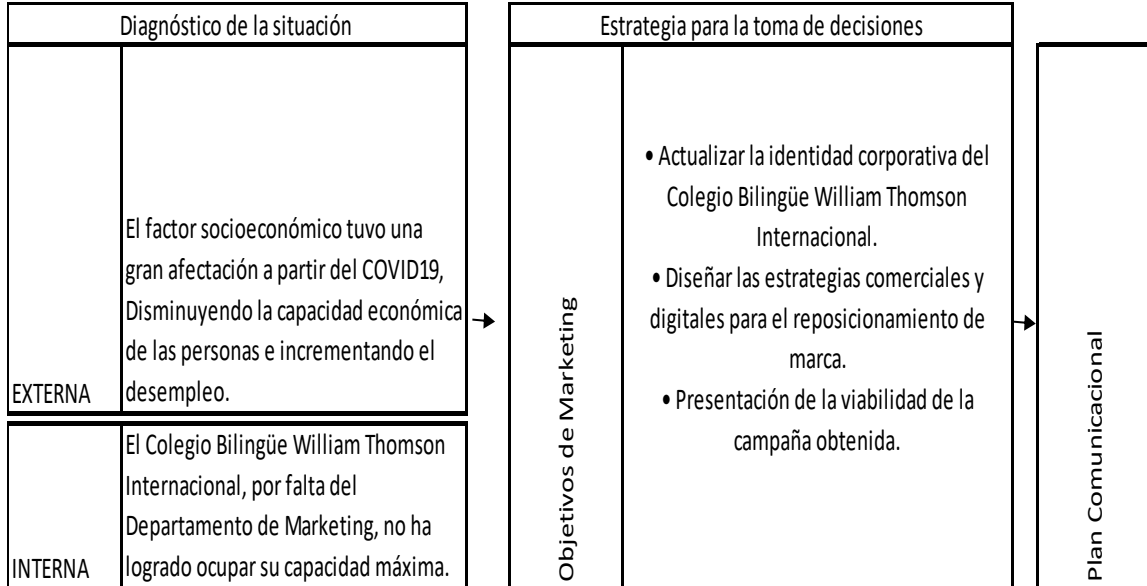 Diagnóstico de la situación
EXTERNA
El factor socioeconómico tuvo una
gran afectación a partir del COVID19,
Disminuyendo la capacidad económica
de las personas e incrementando el
desempleo.
INTERNA
El Colegio Bilingüe William Thomson
Internacional, por falta del
Departamento de Marketing, no ha
logrado ocupar su capacidad máxima.
Estrategia para la toma de decisiones
Objetivos de Marketing
• Actualizar la identidad corporativa del
Colegio Bilingüe William Thomson
Internacional.
• Diseñar las estrategias comerciales y
digitales para el reposicionamiento de
marca.
• Presentación de la viabilidad de la
campaña obtenida.
Plan Comunicacional